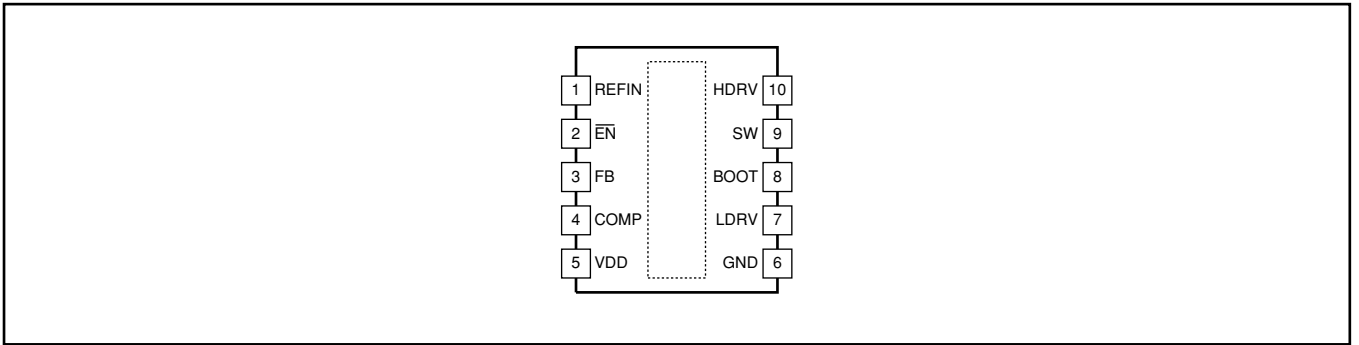 1 REFIN HDRV 10
2 E̅N̅ SW 9
3 FB BOOT 8
4 COMP LDRV 7
5 VDD GND 6